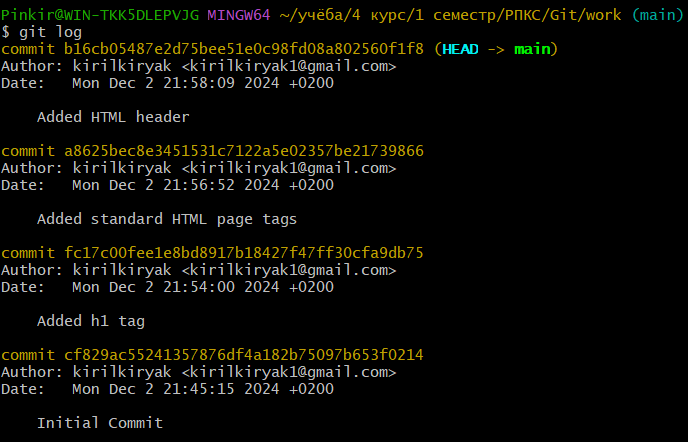 Pinkir@WIN-TKK5DLEPVJG MINGW64 ~/учёба/4 курс/1 семестр/РПКС/Git/work (main)
$ git log
commit b16cb05487e2d75bee51e0c98fd08a802560f1f8 (HEAD -> main)
Author: kirilkiryak <kirilkiryak1@gmail.com>
Date:   Mon Dec 2 21:58:09 2024 +0200
    Added HTML header
commit a8625bec8e3451531c7122a5e02357be21739866
Author: kirilkiryak <kirilkiryak1@gmail.com>
Date:   Mon Dec 2 21:56:52 2024 +0200
    Added standard HTML page tags
commit fc17c00fee1e8bd8917b18427f47ff30cfa9db75
Author: kirilkiryak <kirilkiryak1@gmail.com>
Date:   Mon Dec 2 21:54:00 2024 +0200
    Added h1 tag
commit cf829ac55241357876df4a182b75097b653f0214
Author: kirilkiryak <kirilkiryak1@gmail.com>
Date:   Mon Dec 2 21:45:15 2024 +0200
    Initial Commit